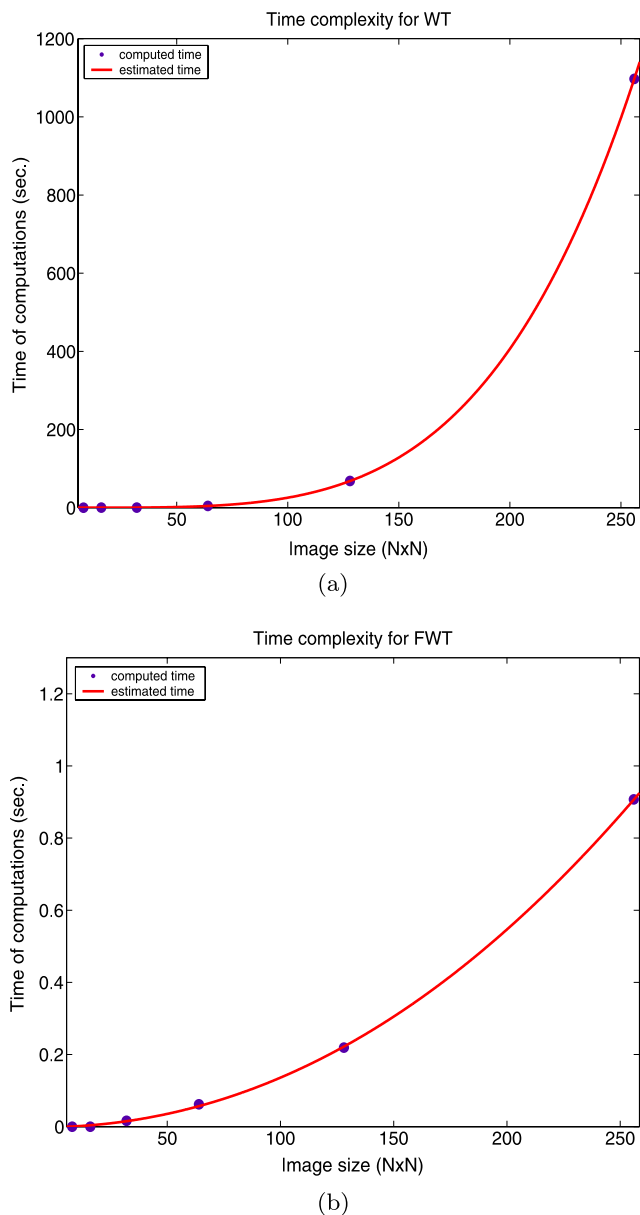 Time complexity for WT
1200
computed time
estimated time
1000
800
600
400
200
0
Time of computations (sec.)
50
100
150
200
250
Image size (NxN)
(a)
Time complexity for FWT
computed time
estimated time
1.2
1
0.8
0.6
0.4
0.2
0
Time of computations (sec.)
50
100
150
200
250
Image size (NxN)
(b)